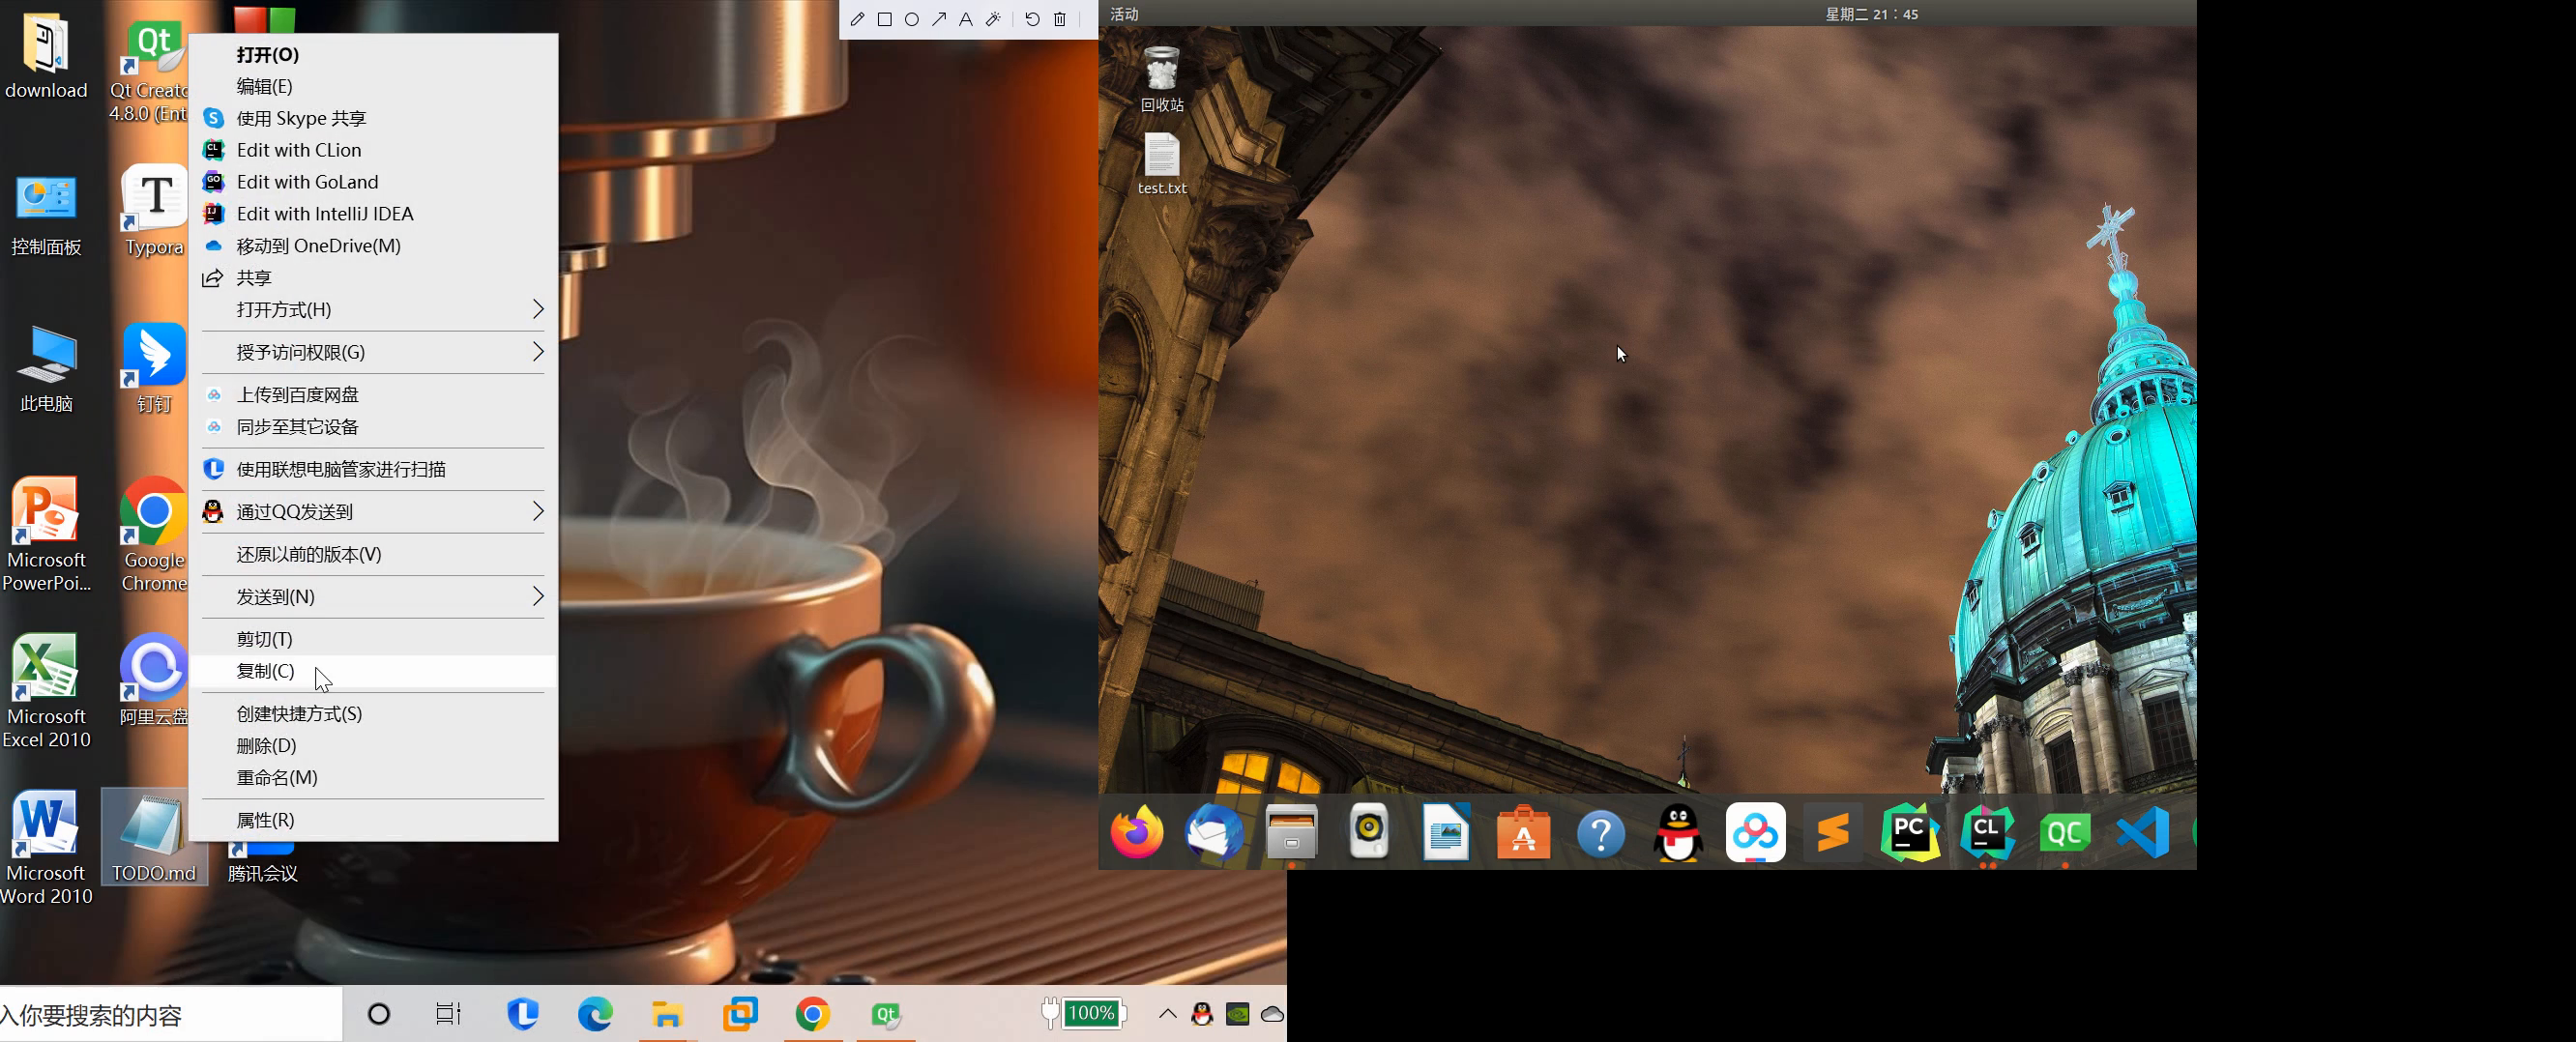 download
Qt Creato
4.8.0 (Ent
控制面板
Typora
此电脑
钉钉
Microsoft
PowerPoi...
Google
Chrome
Microsoft
Excel 2010
阿里云盘
Microsoft
Word 2010
TODO.md
腾讯会议
打开(O)
编辑(E)
使用 Skype 共享
Edit with CLion
Edit with GoLand
Edit with IntelliJ IDEA
移动到 OneDrive(M)
共享
打开方式(H)
授予访问权限(G)
上传到百度网盘
同步至其它设备
使用联想电脑管家进行扫描
通过QQ发送到
还原以前的版本(V)
发送到(N)
剪切(T)
复制(C)
创建快捷方式(S)
删除(D)
重命名(M)
属性(R)
入你要搜索的内容
100%
活动
星期二 21：45
回收站
test.txt